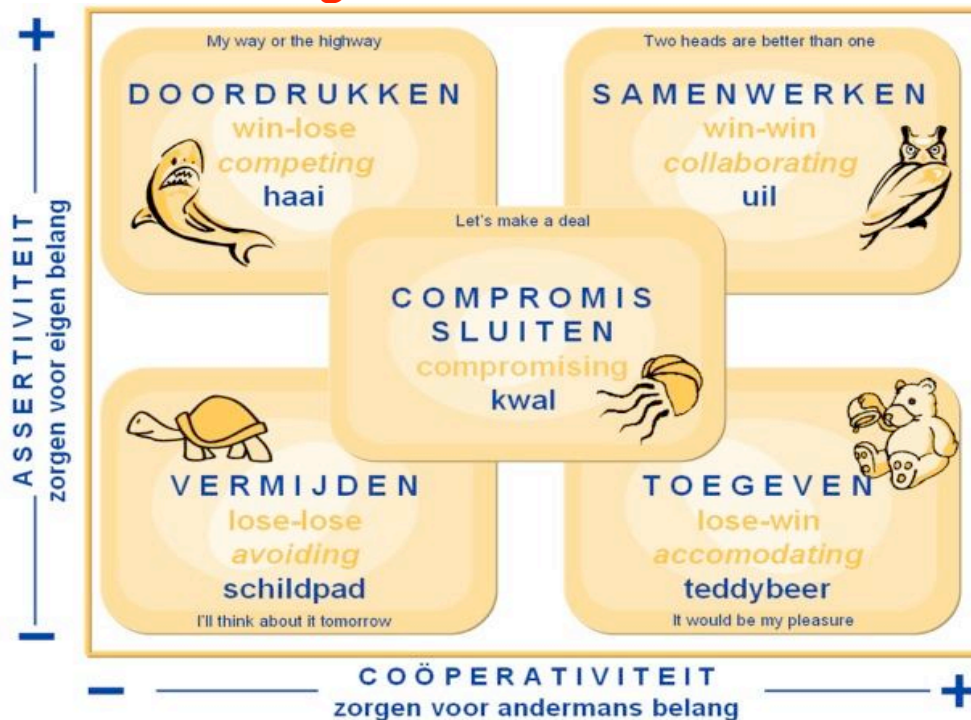 +
My way or the highway
DOORDRUKKEN
win-lose
competing
haai
Two heads are better than one
SAMENWERKEN
win-win
collaborating
uil
Let's make a deal
COMPROMIS
SLUITEN
compromising
kwal
VERMIJDEN
lose-lose
avoiding
schildpad
I'll think about it tomorrow
TOEGEVEN
lose-win
accomodating
teddybeer
It would be my pleasure
ASSERTIVITEIT
zorgen voor eigen belang
−
− COÖPERATIVITEIT +
zorgen voor andermans belang